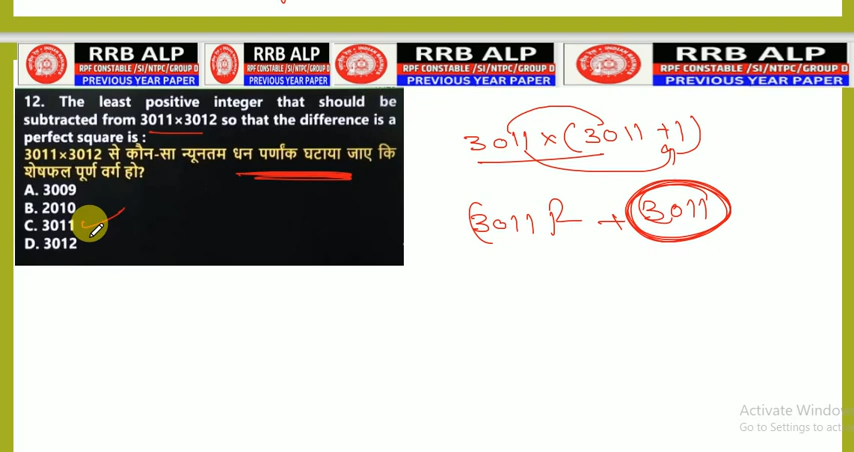 RRB ALP
RPF CONSTABLE /SI/NTPC/GROUP D
PREVIOUS YEAR PAPER
RRB ALP
RPF CONSTABLE /SI/NTPC/GROUP D
PREVIOUS YEAR PAPER
RRB ALP
RPF CONSTABLE /SI/NTPC/GROUP D
PREVIOUS YEAR PAPER
RRB ALP
RPF CONSTABLE /SI/NTPC/GROUP D
PREVIOUS YEAR PAPER
12. The least positive integer that should be
subtracted from 3011×3012 so that the difference is a
perfect square is :
3011×3012 से कौन-सा न्यूनतम धन पर्णांक घटाया जाए कि
शेषफल पूर्ण वर्ग हो?
A. 3009
B. 2010
C. 3011
D. 3012
3011 × (3011 + 1)
(3011)2 + 3011
Activate Window
Go to Settings to act